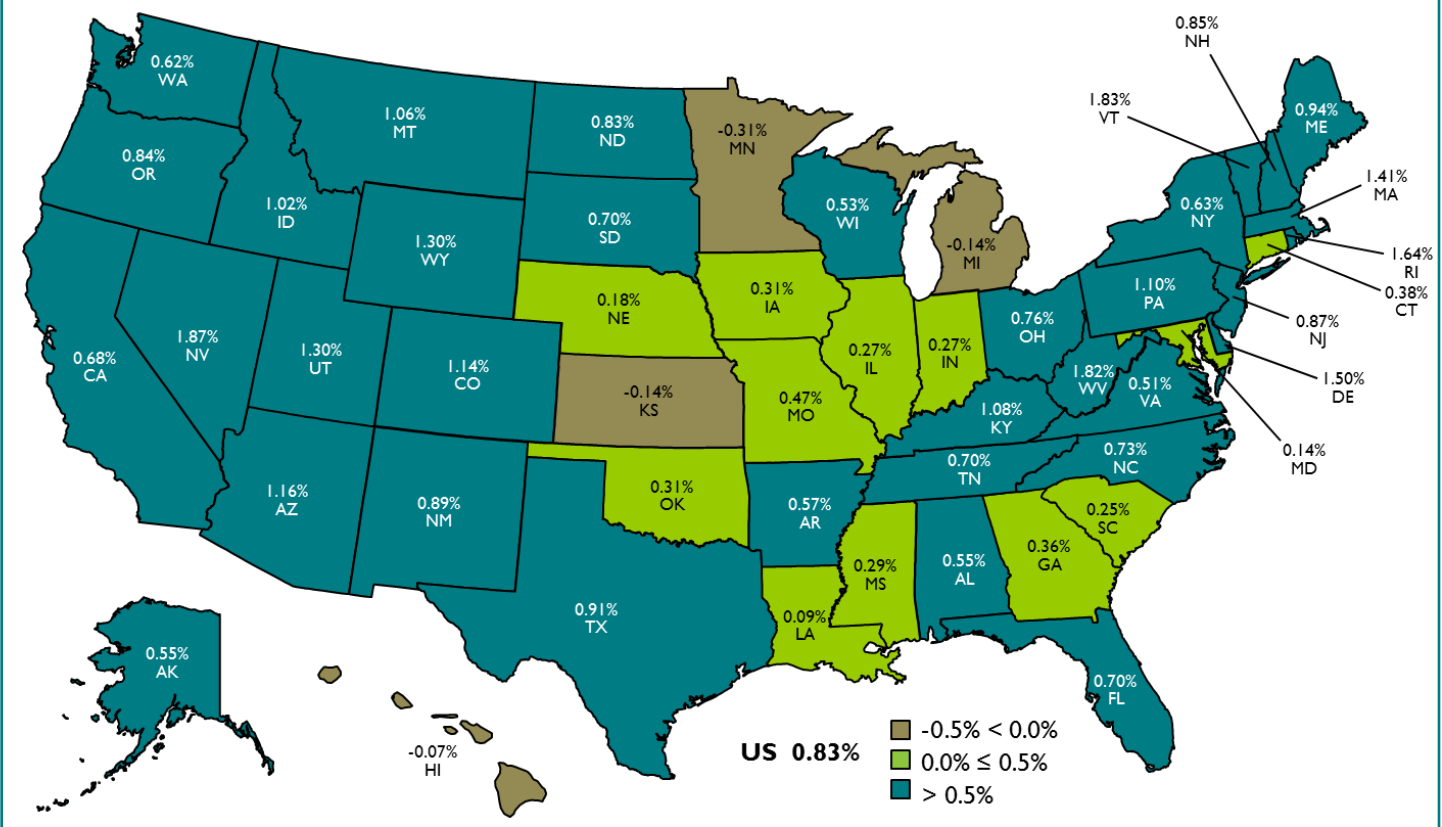 0.85%
NH
0.62%
WA
1.83%
VT
0.94%
ME
1.06%
MT
0.83%
ND
-0.31%
MN
0.84%
OR
1.41%
MA
1.02%
ID
0.70%
SD
0.53%
WI
0.63%
NY
1.30%
WY
-0.14%
MI
1.64%
RI
0.38%
CT
0.18%
NE
0.31%
IA
1.10%
PA
0.76%
OH
0.87%
NJ
0.68%
CA
1.87%
NV
1.30%
UT
1.14%
CO
0.27%
IL
0.27%
IN
1.82%
WV
0.51%
VA
1.50%
DE
-0.14%
KS
0.47%
MO
1.08%
KY
0.14%
MD
1.16%
AZ
0.89%
NM
0.31%
OK
0.57%
AR
0.70%
TN
0.73%
NC
0.25%
SC
0.36%
GA
0.29%
MS
0.55%
AL
0.91%
TX
0.09%
LA
0.55%
AK
0.70%
FL
-0.07%
HI
US 0.83%
-0.5% < 0.0%
0.0% ≤ 0.5%
> 0.5%